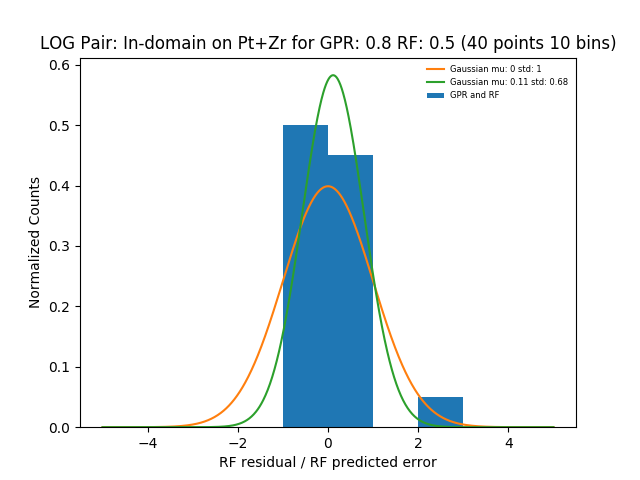 LOG Pair: In-domain on Pt+Zr for GPR: 0.8 RF: 0.5 (40 points 10 bins)
Gaussian mu: 0 std: 1
Gaussian mu: 0.11 std: 0.68
GPR and RF
Normalized Counts
0.6
0.5
0.4
0.3
0.2
0.1
0.0
−4 −2 0 2 4
RF residual / RF predicted error